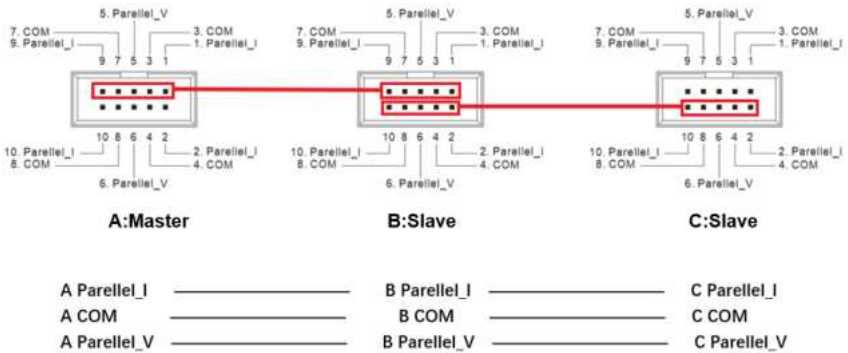 5. Parellel_V 5. Parellel_V 5. Parellel_V
7. COM 3. COM 7. COM 3. COM 7. COM 3. COM
9. Parellel_I 1. Parellel_I 9. Parellel_I 1. Parellel_I 9. Parellel_I 1. Parellel_I
9 7 5 3 1 9 7 5 3 1 9 7 5 3 1
10 8 6 4 2 10 8 6 4 2 10 8 6 4 2
10. Parellel_I 2. Parellel_I 10. Parellel_I 2. Parellel_I 10. Parellel_I 2. Parellel_I
8. COM 4. COM 8. COM 4. COM 8. COM 4. COM
6. Parellel_V 6. Parellel_V 6. Parellel_V
A:Master B:Slave C:Slave
A Parellel_I B Parellel_I C Parellel_I
A COM B COM C COM
A Parellel_V B Parellel_V C Parellel_V